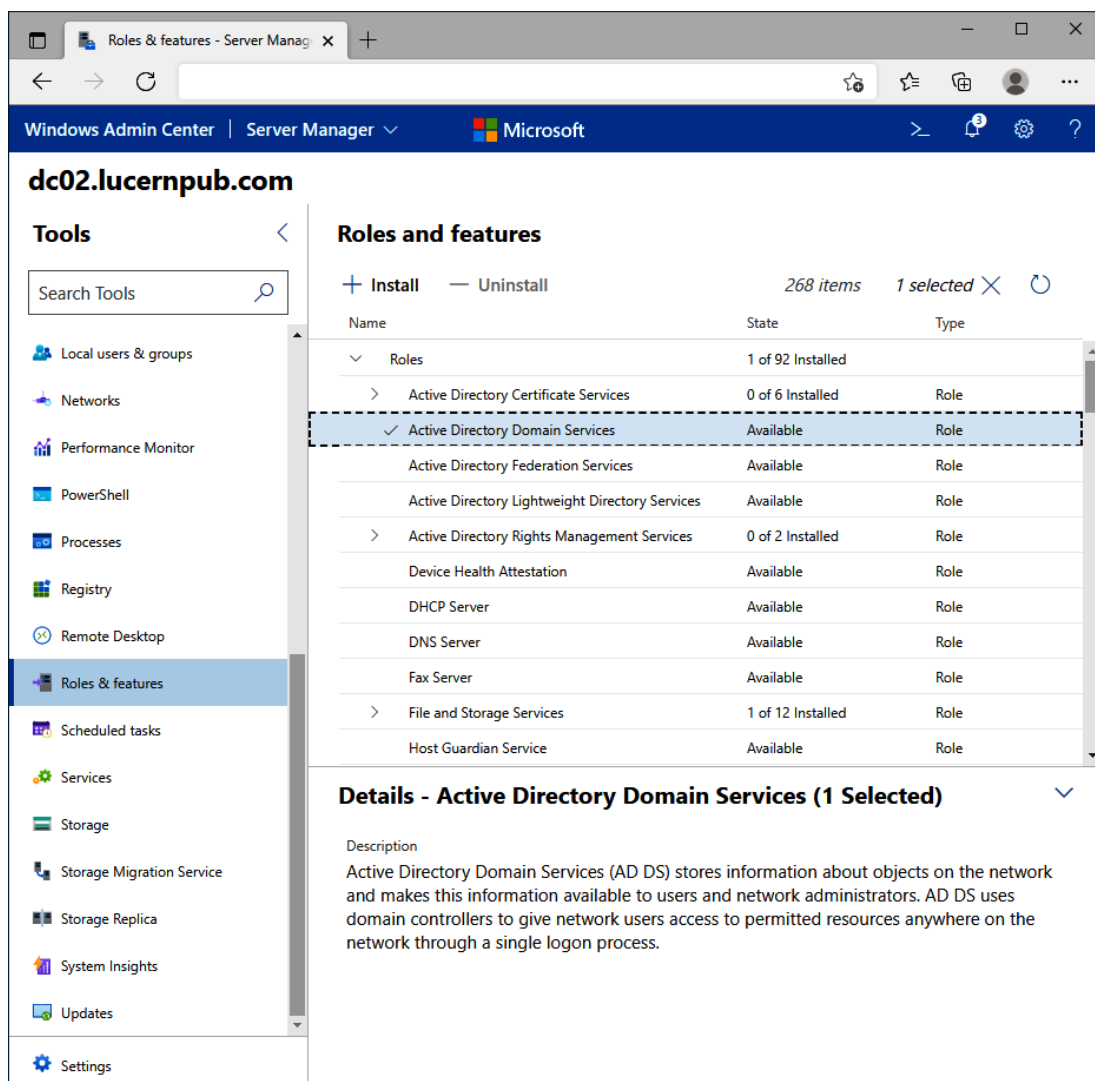 Roles & features - Server Manag
Windows Admin Center | Server Manager Microsoft 3
dc02.lucernpub.com
Tools
Search Tools
Local users & groups
Networks
Performance Monitor
PowerShell
Processes
Registry
Remote Desktop
Roles & features
Scheduled tasks
Services
Storage
Storage Migration Service
Storage Replica
System Insights
Updates
Settings
Roles and features
Install Uninstall 268 items 1 selected
Name State Type
Roles 1 of 92 Installed
Active Directory Certificate Services 0 of 6 Installed Role
Active Directory Domain Services Available Role
Active Directory Federation Services Available Role
Active Directory Lightweight Directory Services Available Role
Active Directory Rights Management Services 0 of 2 Installed Role
Device Health Attestation Available Role
DHCP Server Available Role
DNS Server Available Role
Fax Server Available Role
File and Storage Services 1 of 12 Installed Role
Host Guardian Service Available Role
Details - Active Directory Domain Services (1 Selected)
Description
Active Directory Domain Services (AD DS) stores information about objects on the network
and makes this information available to users and network administrators. AD DS uses
domain controllers to give network users access to permitted resources anywhere on the
network through a single logon process.